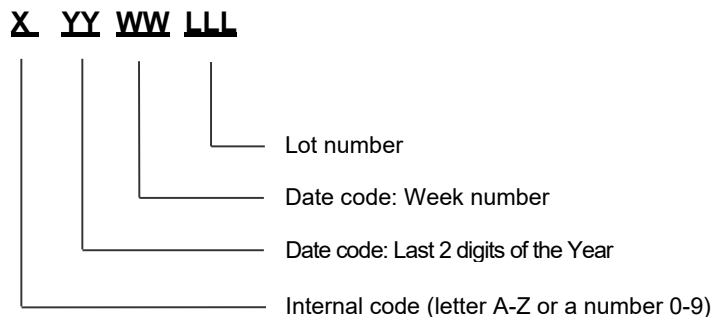 X YY WW LLL
Lot number
Date code: Week number
Date code: Last 2 digits of the Year
Internal code (letter A-Z or a number 0-9)